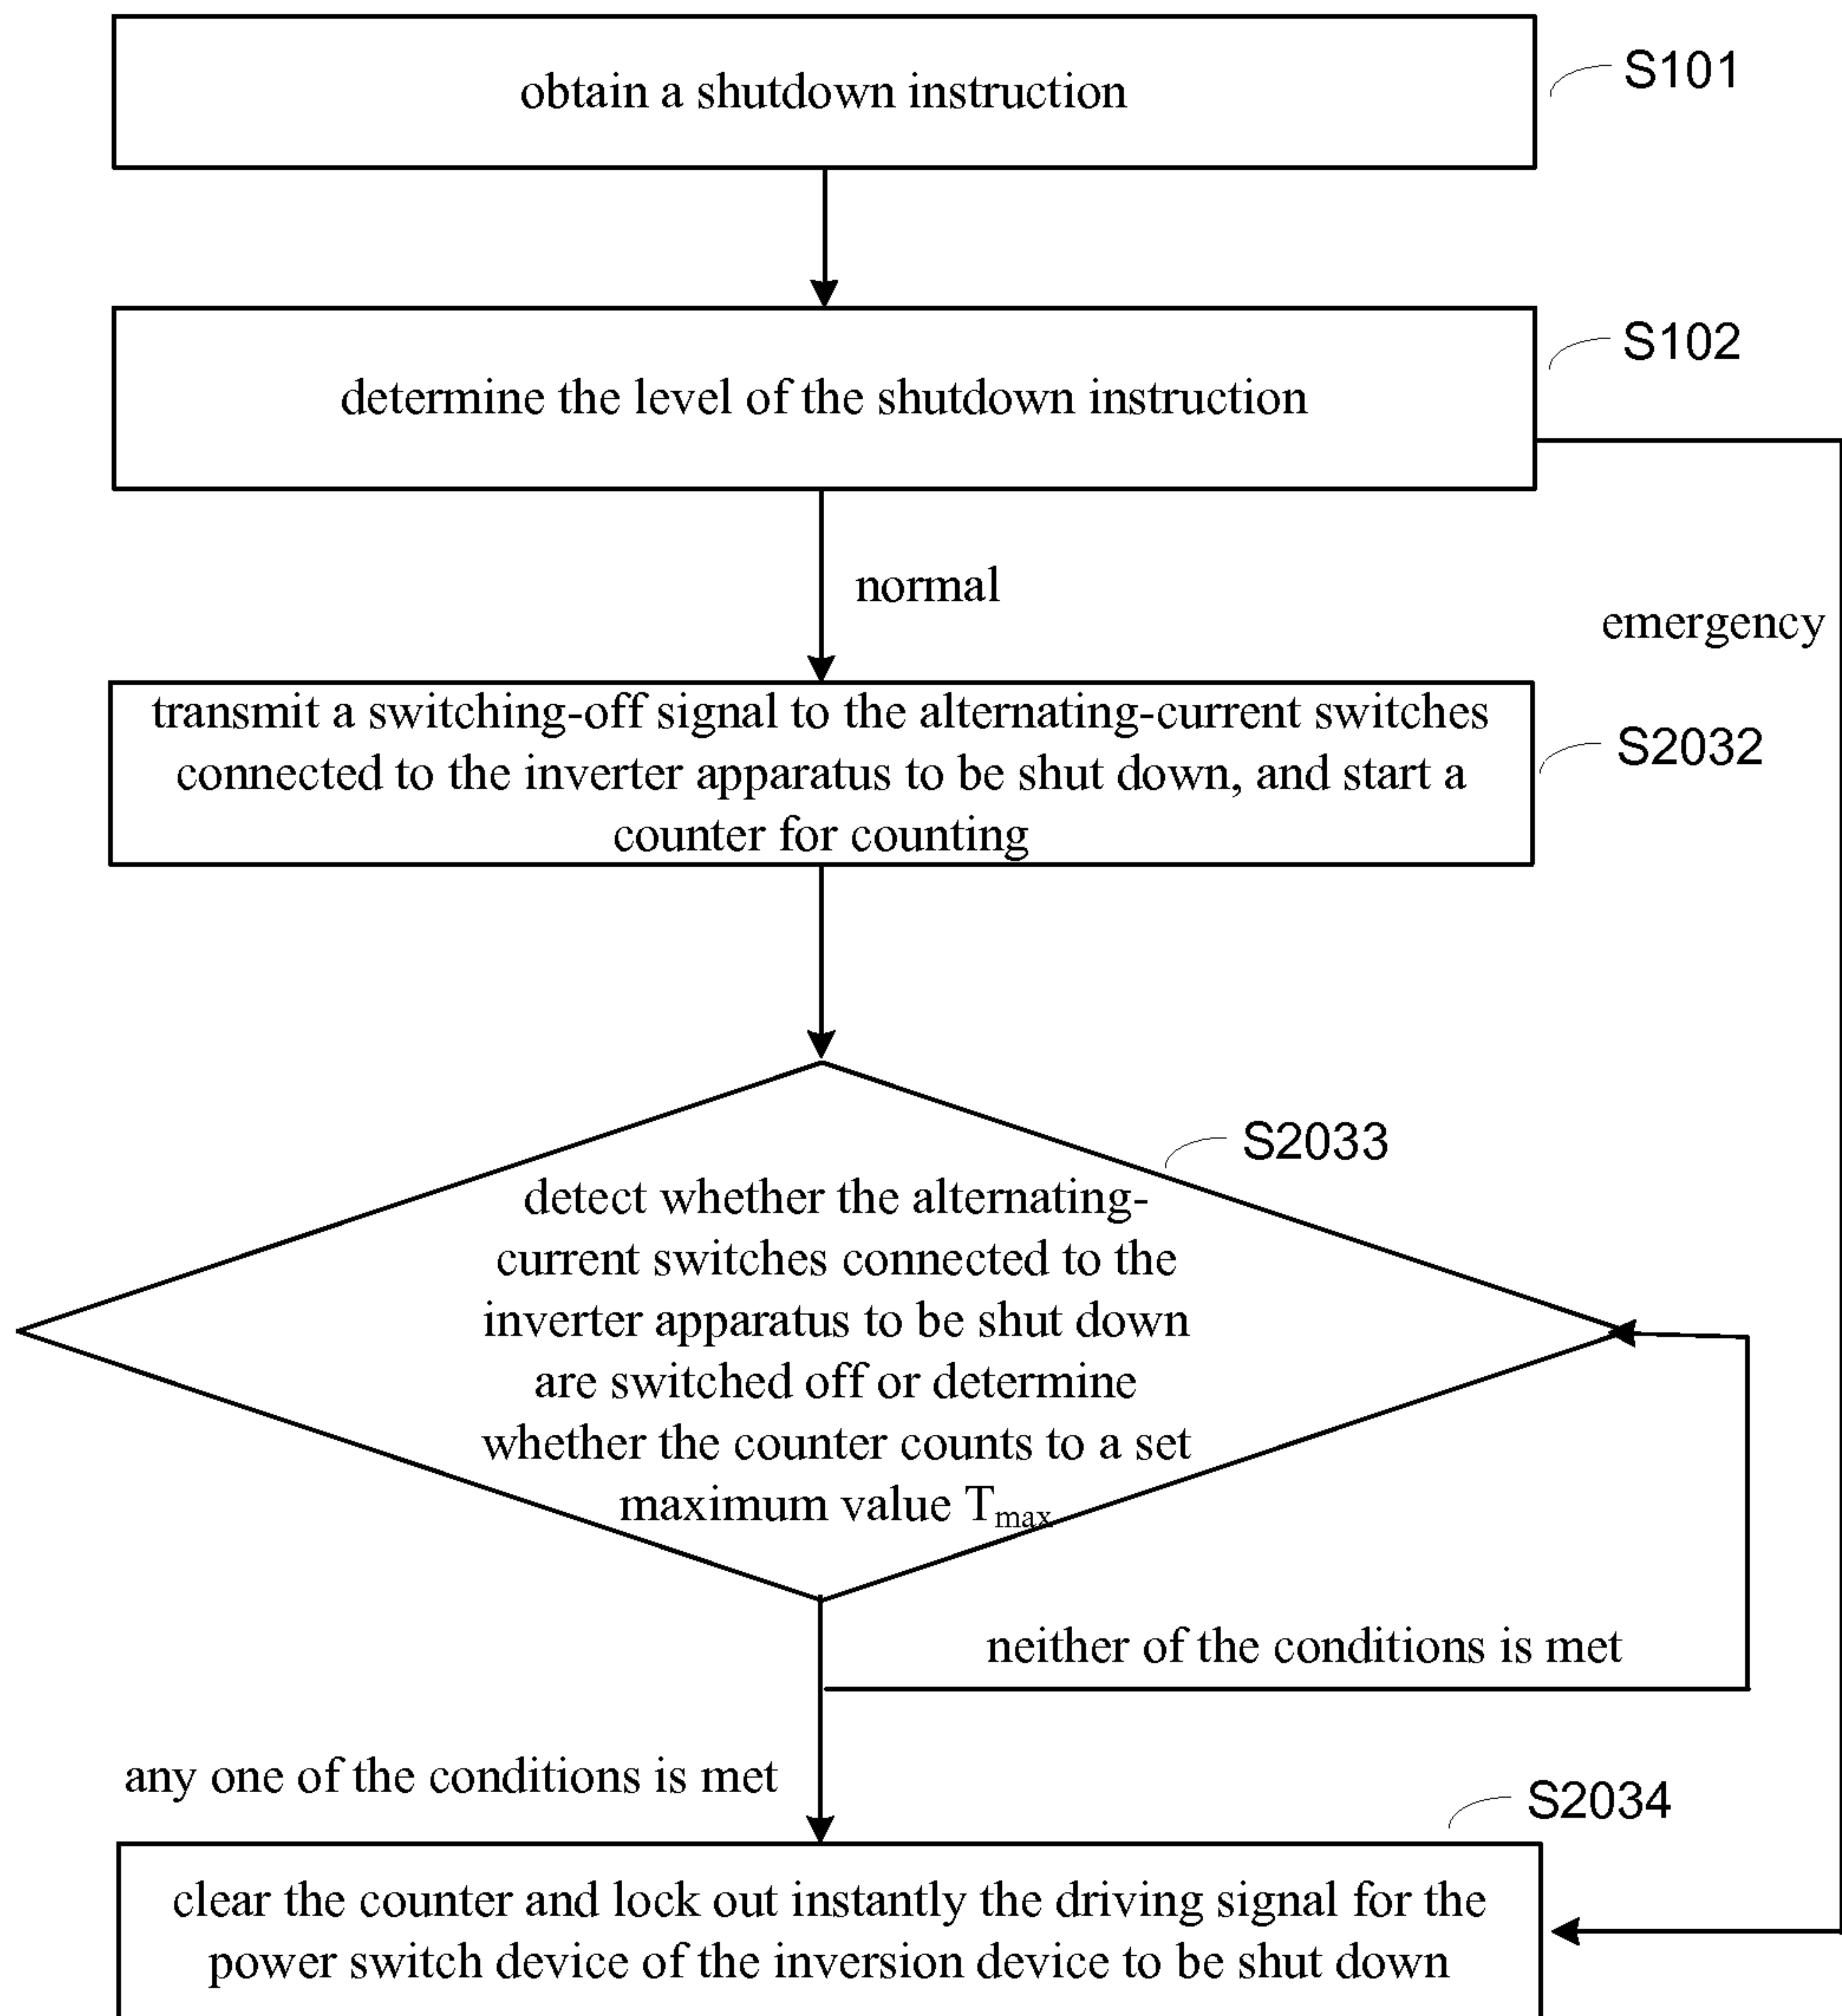 obtain a shutdown instruction
S101
determine the level of the shutdown instruction
S102
normal
emergency
transmit a switching-off signal to the alternating-current switches
connected to the inverter apparatus to be shut down, and start a
counter for counting
S2032
S2033
detect whether the alternating-
current switches connected to the
inverter apparatus to be shut down
are switched off or determine
whether the counter counts to a set
maximum value Tmax
neither of the conditions is met
any one of the conditions is met
S2034
clear the counter and lock out instantly the driving signal for the
power switch device of the inversion device to be shut down